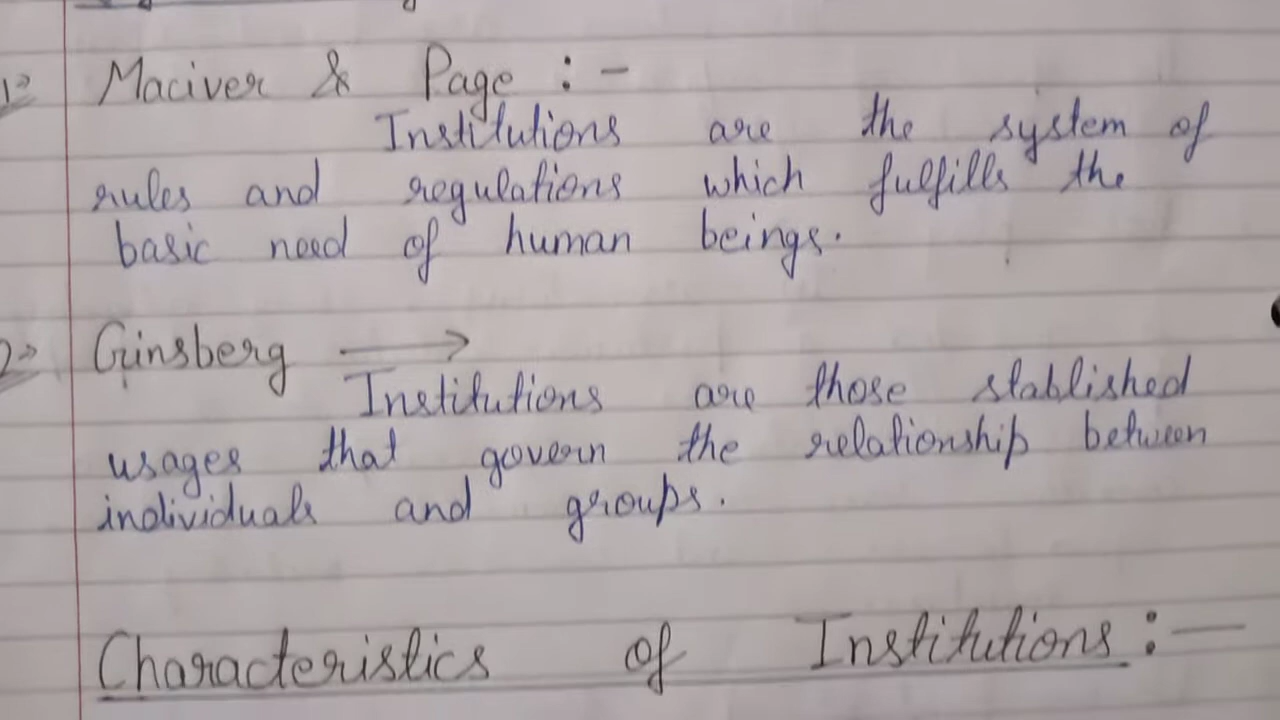 1) Maciver & Page :-
Institutions are the system of
rules and regulations which fulfills the
basic need of human beings.
2) Ginsberg →
Institutions are those stablished
usages that govern the relationship between
individuals and groups.
Characteristics of Institutions :-